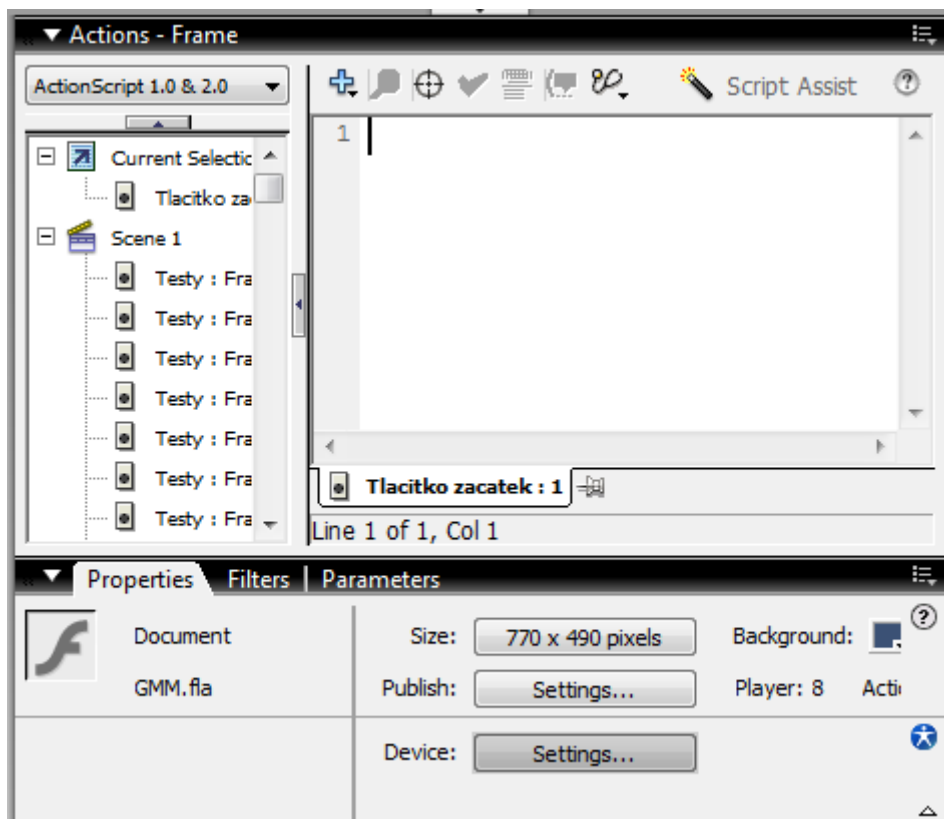 Actions - Frame
ActionScript 1.0 & 2.0
Script Assist
1
Current Selectic
Tlacitko za
Scene 1
Testy : Fra
Testy : Fra
Testy : Fra
Testy : Fra
Testy : Fra
Testy : Fra
Testy : Fra
Tlacitko zacatek : 1
Line 1 of 1, Col 1
Properties Filters | Parameters
Document Size: 770 x 490 pixels Background:
GMM.fla Publish: Settings... Player: 8 Acti
Device: Settings...